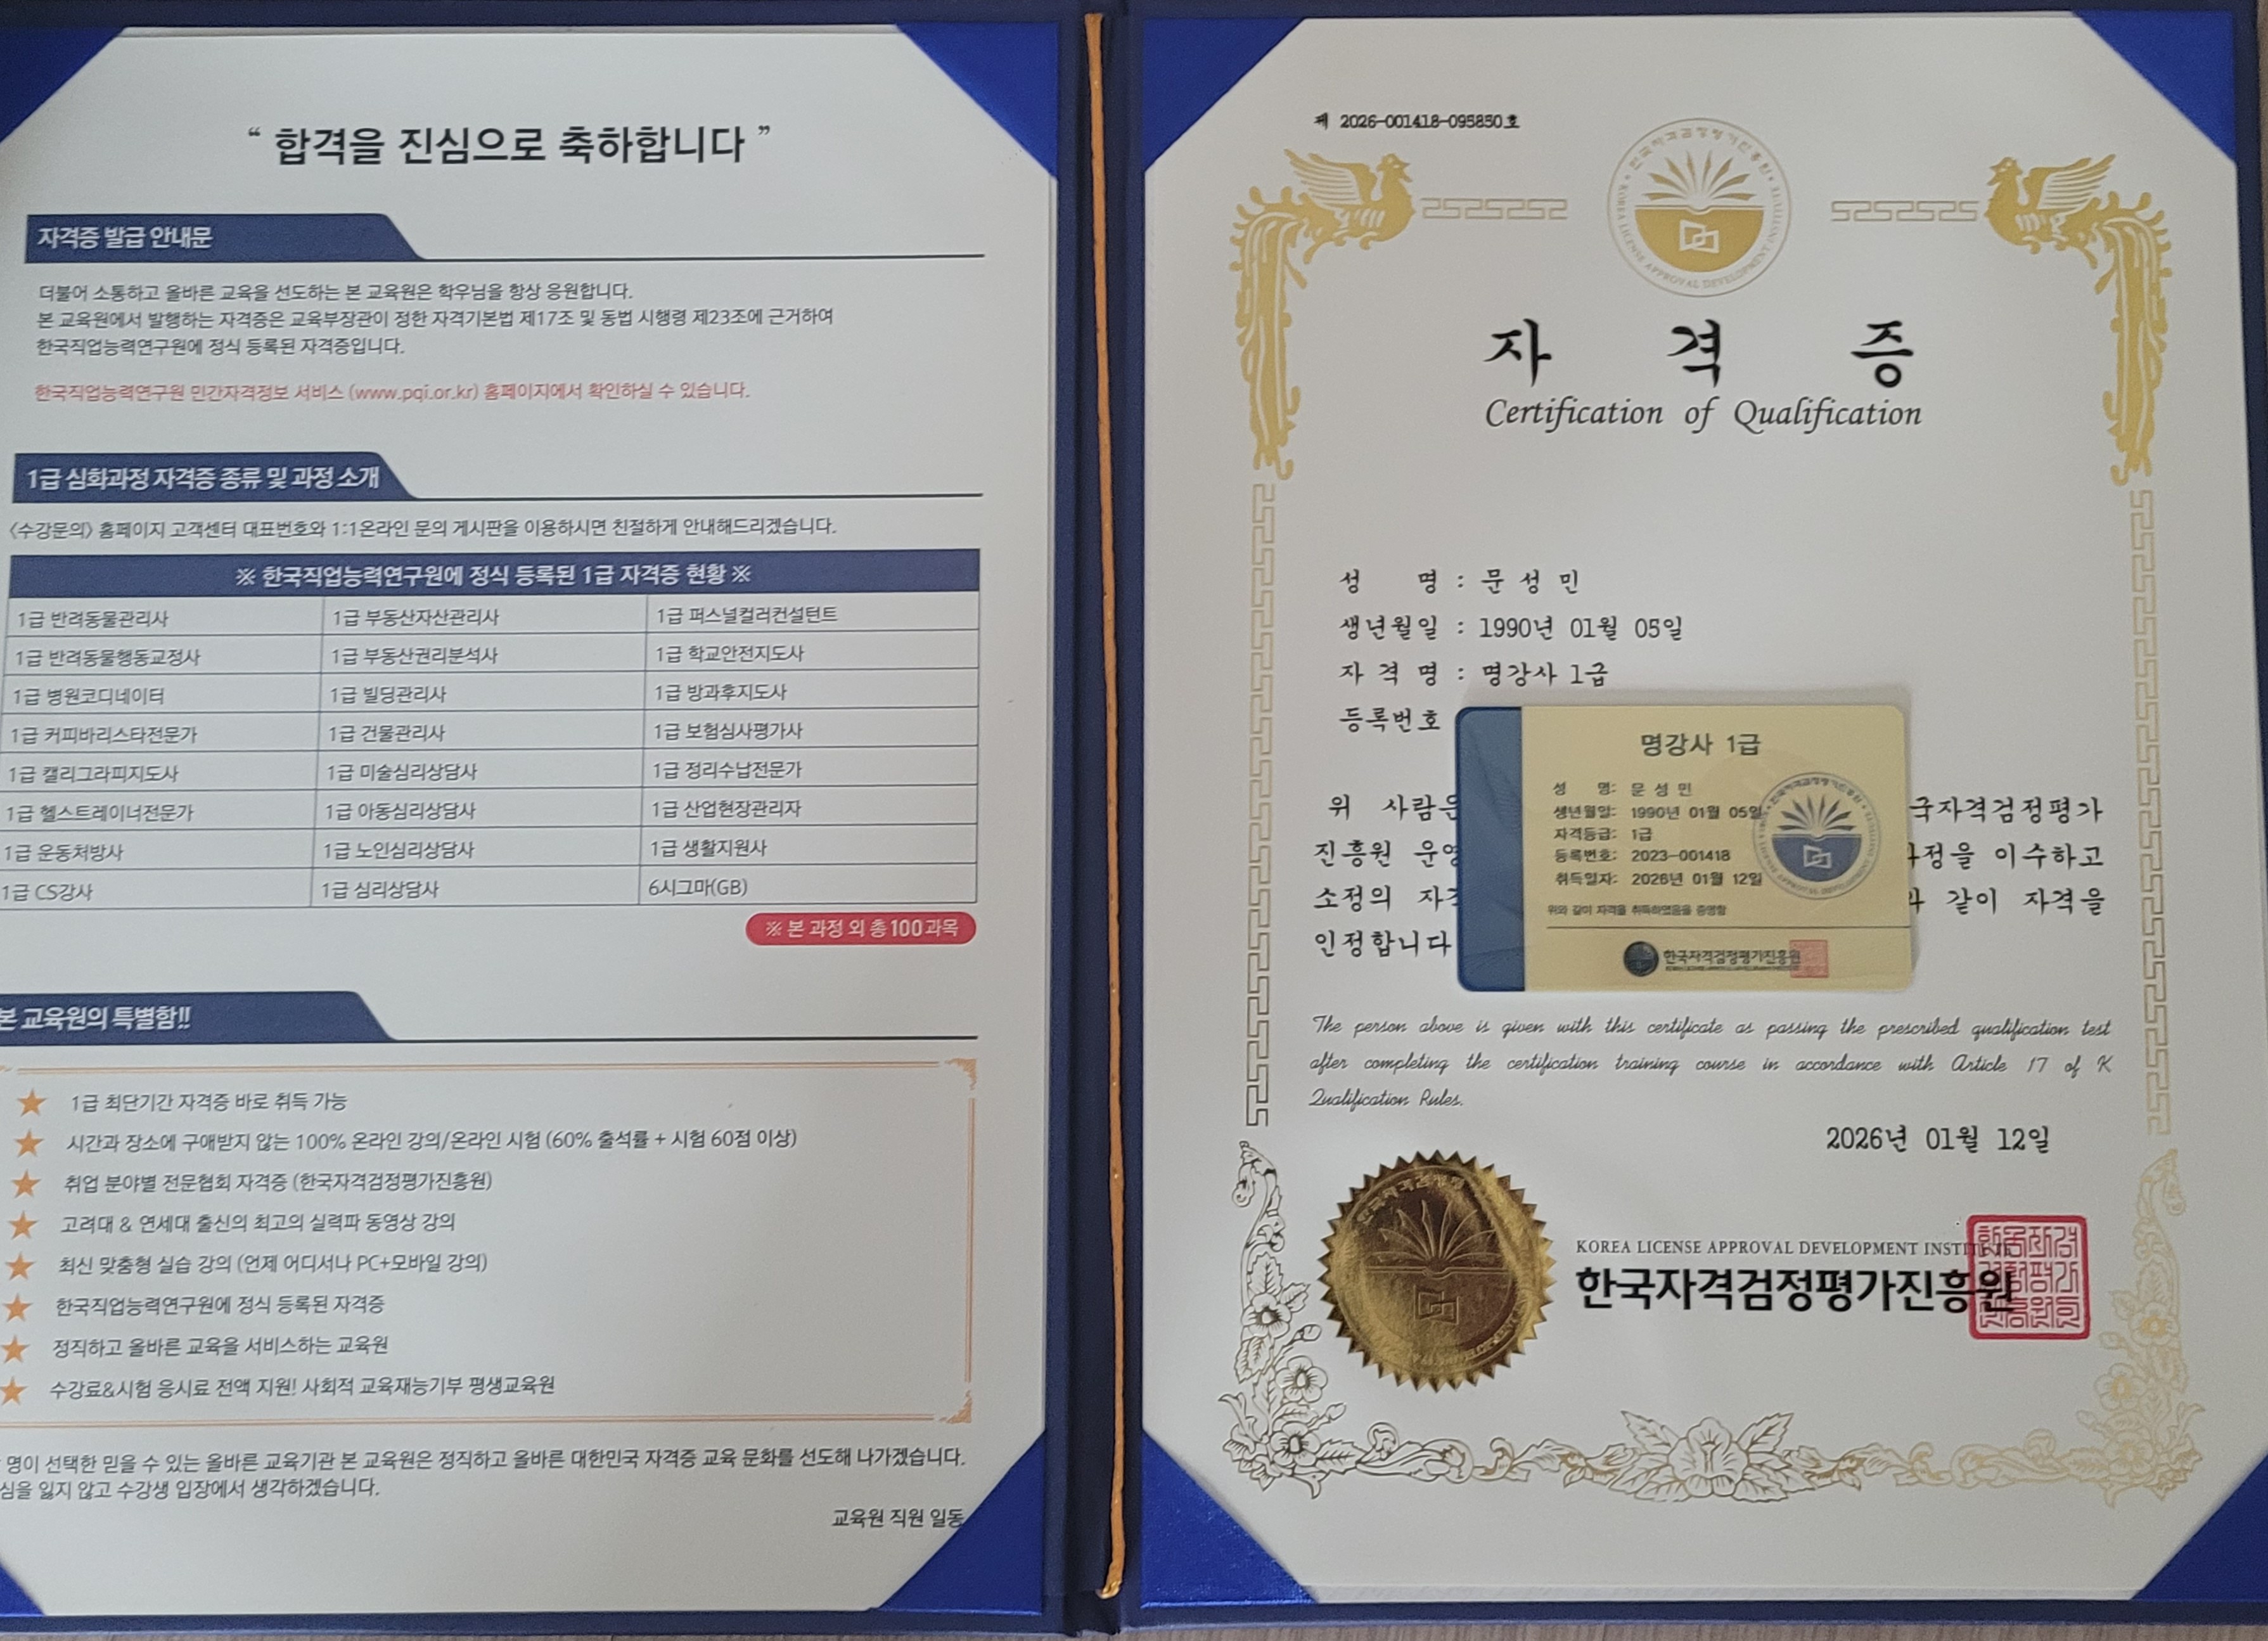 “ 합격을 진심으로 축하합니다 ”
자격증 발급 안내문
더불어 소통하고 올바른 교육을 선도하는 본 교육원은 학우님을 항상 응원합니다.
본 교육원에서 발행하는 자격증은 교육부장관이 정한 자격기본법 제17조 및 동법 시행령 제23조에 근거하여
한국직업능력연구원에 정식 등록된 자격증입니다.
한국직업능력연구원 민간자격정보 서비스 (www.pqi.or.kr) 홈페이지에서 확인하실 수 있습니다.
1급 심화과정 자격증 종류 및 과정 소개
<수강문의> 홈페이지 고객센터 대표번호와 1:1온라인 문의 게시판을 이용하시면 친절하게 안내해드리겠습니다.
※ 한국직업능력연구원에 정식 등록된 1급 자격증 현황 ※
1급 반려동물관리사 1급 부동산자산관리사 1급 퍼스널컬러컨설턴트
1급 반려동물행동교정사 1급 부동산권리분석사 1급 학교안전지도사
1급 병원코디네이터 1급 빌딩관리사 1급 방과후지도사
1급 커피바리스타전문가 1급 건물관리사 1급 보험심사평가사
1급 캘리그라피지도사 1급 미술심리상담사 1급 정리수납전문가
1급 헬스트레이너전문가 1급 아동심리상담사 1급 산업현장관리자
1급 운동처방사 1급 노인심리상담사 1급 생활지원사
1급 CS강사 1급 심리상담사 6시그마(GB)
※ 본 과정 외 총 100과목
본 교육원의 특별함!!
★ 1급 최단기간 자격증 바로 취득 가능
★ 시간과 장소에 구애받지 않는 100% 온라인 강의/온라인 시험 (60% 출석률 + 시험 60점 이상)
★ 취업 분야별 전문협회 자격증 (한국자격검정평가진흥원)
★ 고려대 & 연세대 출신의 최고의 실력파 동영상 강의
★ 최신 맞춤형 실습 강의 (언제 어디서나 PC+모바일 강의)
★ 한국직업능력연구원에 정식 등록된 자격증
★ 정직하고 올바른 교육을 서비스하는 교육원
★ 수강료&시험 응시료 전액 지원! 사회적 교육재능기부 평생교육원
명이 선택한 믿을 수 있는 올바른 교육기관 본 교육원은 정직하고 올바른 대한민국 자격증 교육 문화를 선도해 나가겠습니다.
심을 잃지 않고 수강생 입장에서 생각하겠습니다.
교육원 직원 일동
제 2026-001418-095850호
한국자격검정평가진흥원
KOREA LICENSE APPROVAL DEVELOPMENT INSTITUTE
자 격 증
Certification of Qualification
성 명 : 문 성 민
생년월일 : 1990년 01월 05일
자 격 명 : 명강사 1급
등록번호
위 사람은 국자격검정평가
진흥원 운영 과정을 이수하고
소정의 자격 와 같이 자격을
인정합니다
명강사 1급
성 명: 문 성 민
생년월일: 1990년 01월 05일
자격등급: 1급
등록번호: 2023-001418
취득일자: 2026년 01월 12일
위와 같이 자격을 취득하였음을 증명함
한국자격검정평가진흥원
The person above is given with this certificate as passing the prescribed qualification test
after completing the certification training course in accordance with Article 17 of K
Qualification Rules.
2026년 01월 12일
KOREA LICENSE APPROVAL DEVELOPMENT INSTITUTE
한국자격검정평가진흥원